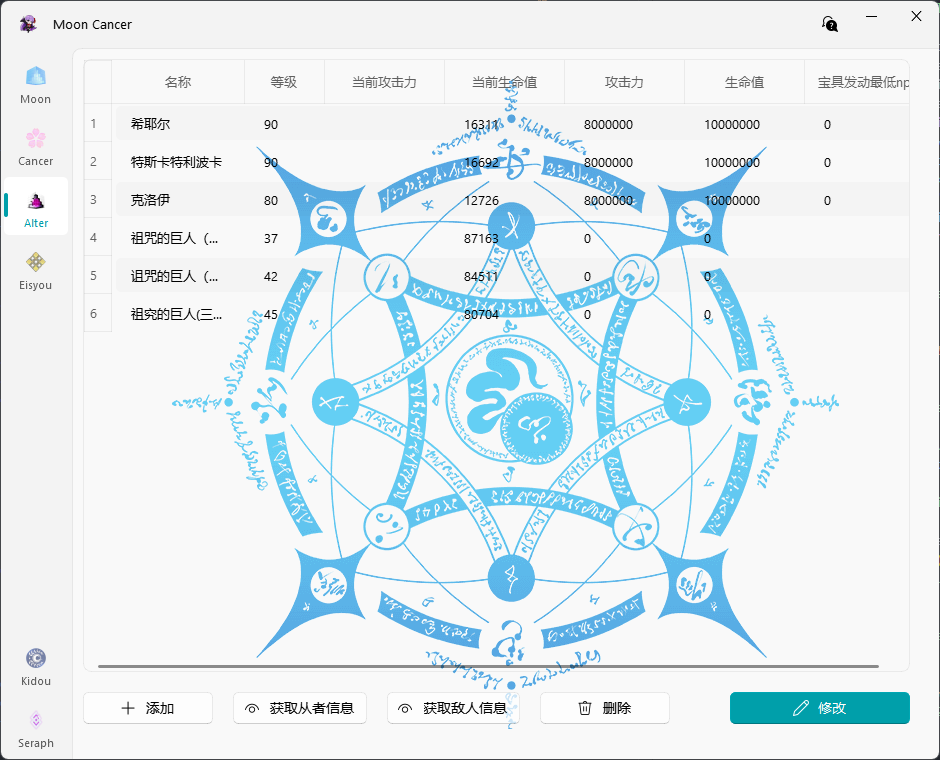 Moon Cancer
Moon
Cancer
Alter
Eisyou
Kidou
Seraph
名称 等级 当前攻击力 当前生命值 攻击力 生命值 宝具发动最低np
1 希耶尔 90 16311 8000000 10000000 0
2 特斯卡特利波卡 90 16692 8000000 10000000 0
3 克洛伊 80 12726 8000000 10000000 0
4 诅咒的巨人（... 37 87163 0 0
5 诅咒的巨人（... 42 84511 0 0
6 祖究的巨人(三... 45 80704 0 0
添加 获取从者信息 获取敌人信息 删除 修改